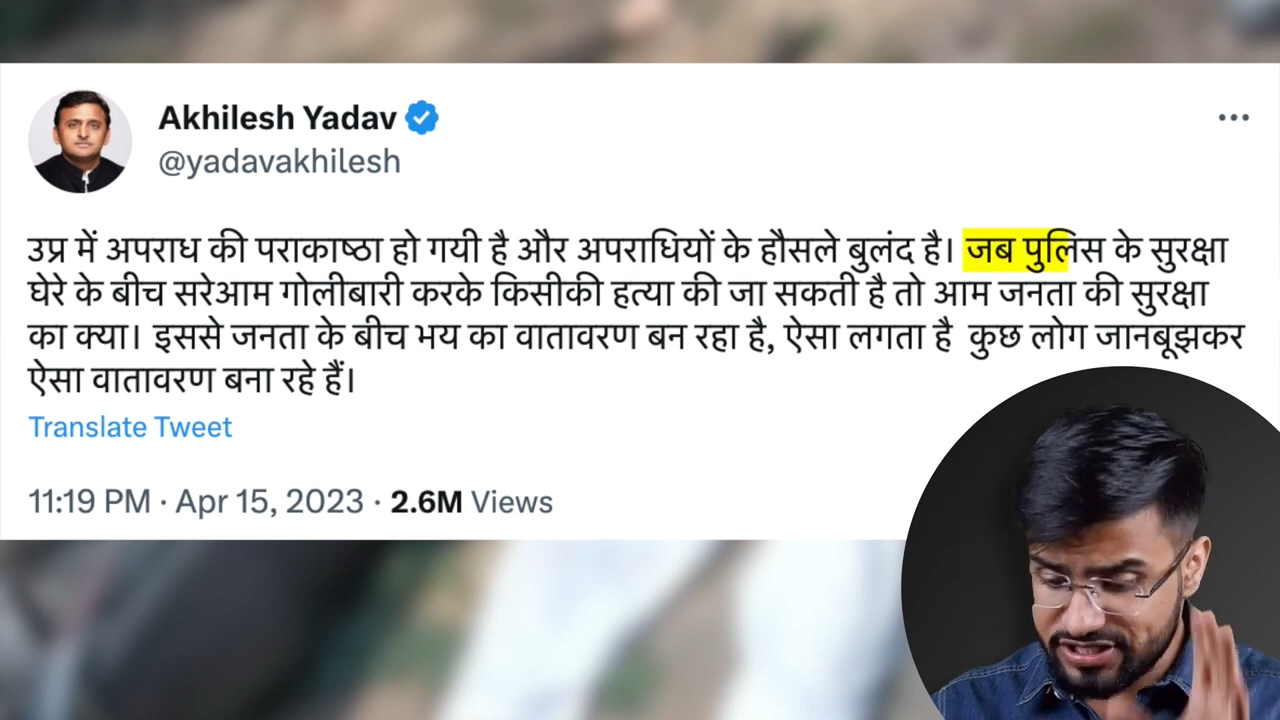 Akhilesh Yadav
@yadavakhilesh
उप्र में अपराध की पराकाष्ठा हो गयी है और अपराधियों के हौसले बुलंद है। जब पुलिस के सुरक्षा
घेरे के बीच सरेआम गोलीबारी करके किसीकी हत्या की जा सकती है तो आम जनता की सुरक्षा
का क्या। इससे जनता के बीच भय का वातावरण बन रहा है, ऐसा लगता है कुछ लोग जानबूझकर
ऐसा वातावरण बना रहे हैं।
Translate Tweet
11:19 PM · Apr 15, 2023 · 2.6M Views